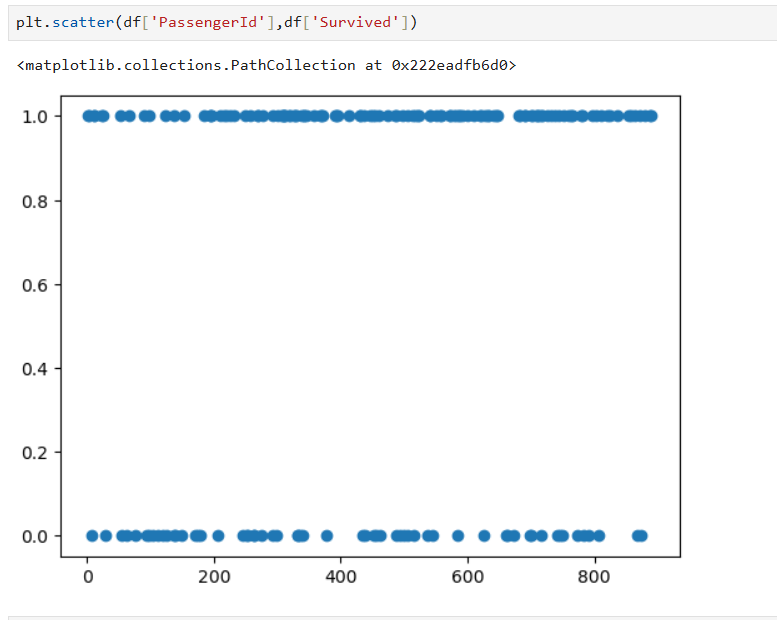 plt.scatter(df['PassengerId'],df['Survived'])
<matplotlib.collections.PathCollection at 0x222eadfb6d0>
1.0
0.8
0.6
0.4
0.2
0.0
0 200 400 600 800